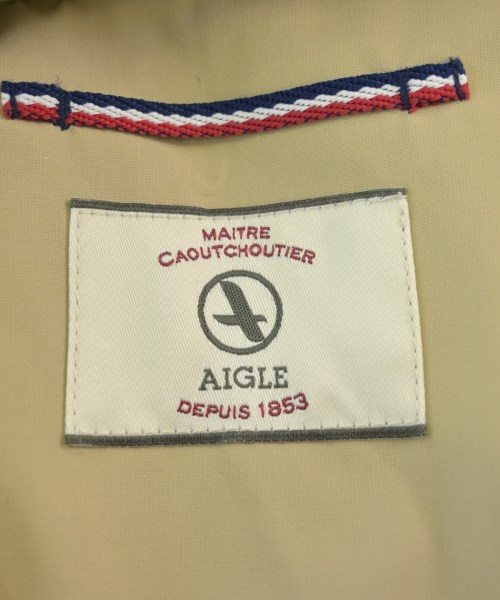 MAITRE
CAOUTCHOUTIER
AIGLE
DEPUIS 1853